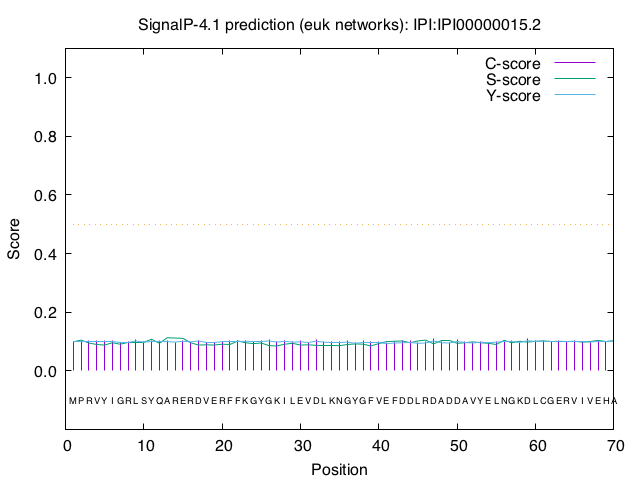 SignalP-4.1 prediction (euk networks): IPI:IPI00000015.2
C-score
S-score
Y-score
1.0
0.8
0.6
0.4
0.2
0.0
Score
MPRVYIGRLSYQARERDVERFFKGYGKILEVDLKNGYGFVEFDDLRDADDAVYELNGKDLCGERVIVEHA
0 10 20 30 40 50 60 70
Position